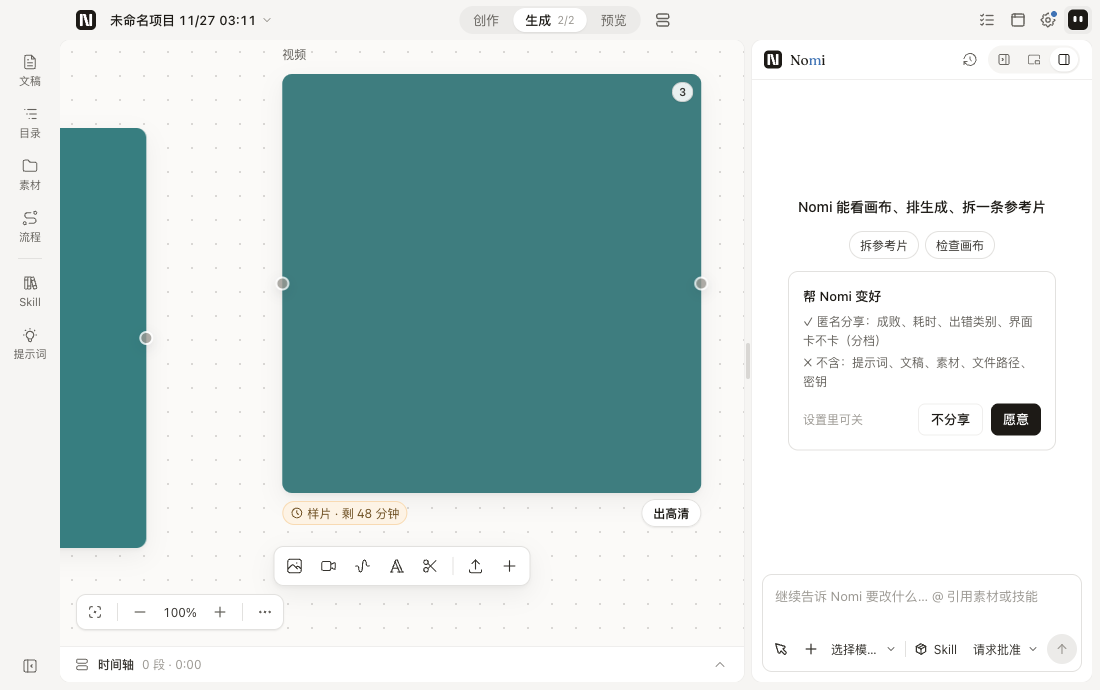 未命名项目 11/27 03:11
创作
生成 2/2
预览
文稿
目录
素材
流程
Skill
提示词
视频
3
样片 · 剩 48 分钟
出高清
100%
时间轴 0 段 · 0:00
Nomi
Nomi 能看画布、排生成、拆一条参考片
拆参考片
检查画布
帮 Nomi 变好
✓ 匿名分享：成败、耗时、出错类别、界面
卡不卡（分档）
✕ 不含：提示词、文稿、素材、文件路径、
密钥
设置里可关
不分享
愿意
继续告诉 Nomi 要改什么... @ 引用素材或技能
选择模...
Skill
请求批准